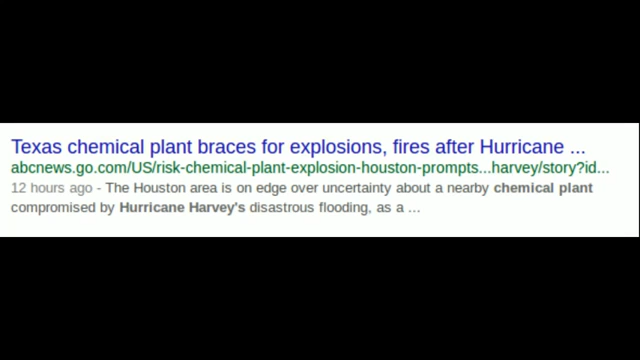 Texas chemical plant braces for explosions, fires after Hurricane ...
abcnews.go.com/US/risk-chemical-plant-explosion-houston-prompts...harvey/story?id...
12 hours ago - The Houston area is on edge over uncertainty about a nearby chemical plant
compromised by Hurricane Harvey's disastrous flooding, as a ...